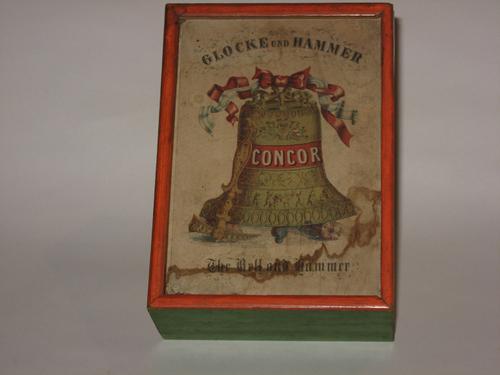 GLOCKE UND HAMMER
CONCOR
The Bell and Hammer